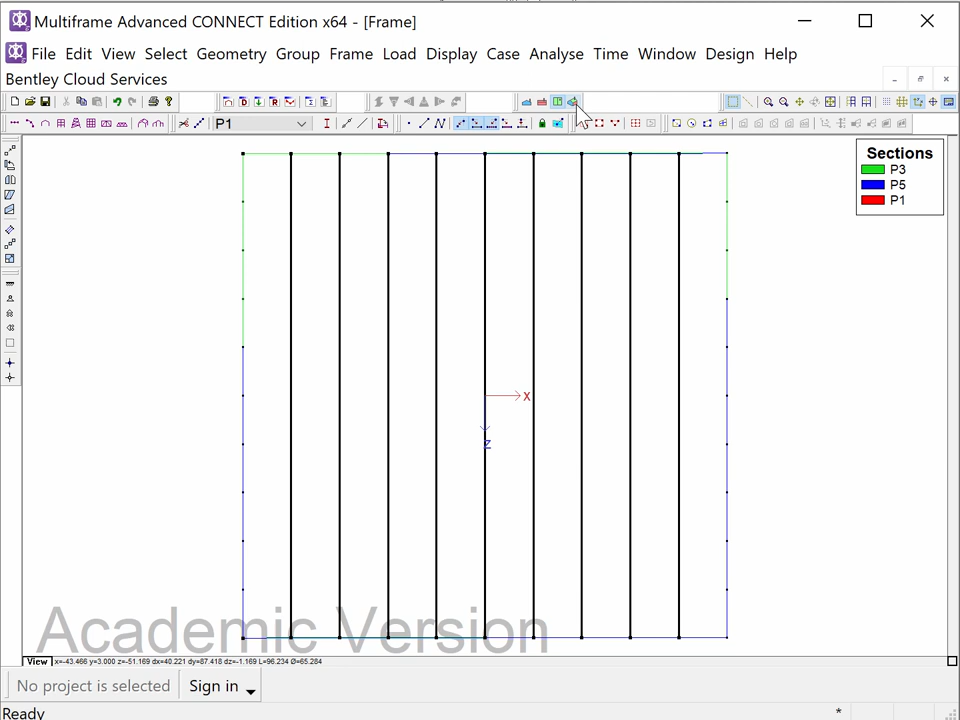 Multiframe Advanced CONNECT Edition x64 - [Frame]
File Edit View Select Geometry Group Frame Load Display Case Analyse Time Window Design Help
Bentley Cloud Services
P1
Sections
P3
P5
P1
X
Z
Academic Version
View x=-43.466 y=3.000 z=-51.169 dx=40.221 dy=87.418 dz=-1.169 L=96.234 Ø=65.284
No project is selected Sign in
Ready *